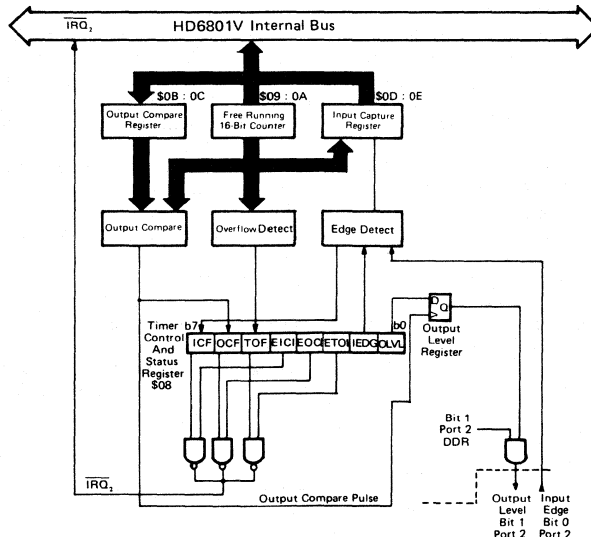 IRQ₂
HD6801V Internal Bus
$0B : 0C
$09 : 0A
$0D : 0E
Output Compare
Register
Free Running
16-Bit Counter
Input Capture
Register
Output Compare
Overflow Detect
Edge Detect
Timer
Control
And
Status
Register
$08
b7
b0
ICF
OCF
TOF
EICI
EOCI
ETOI
IEDG
OLVL
D
Q
Output
Level
Register
Bit 1
Port 2
DDR
IRQ₂
Output Compare Pulse
Output
Level
Bit 1
Port 2
Input
Edge
Bit 0
Port 2